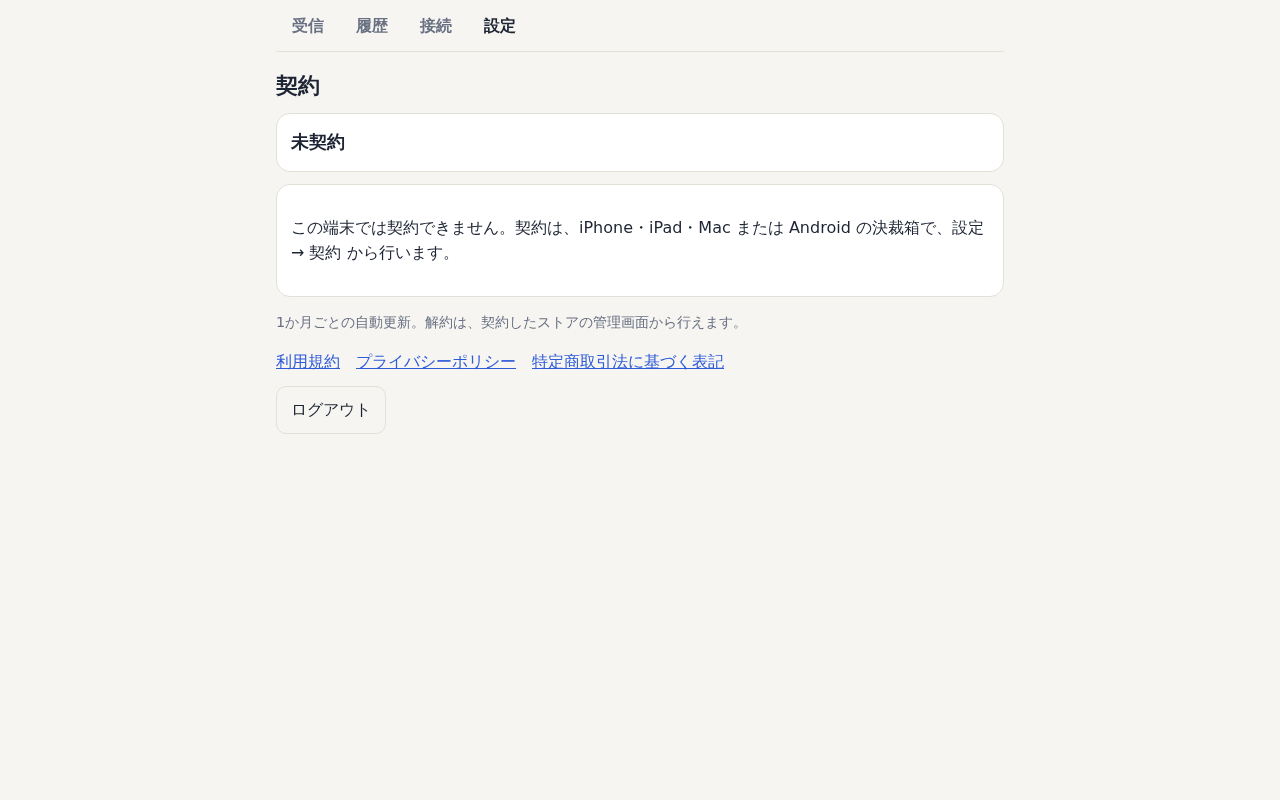 受信 履歴 接続 設定
契約
未契約
この端末では契約できません。契約は、iPhone・iPad・Mac または Android の決裁箱で、設定
→ 契約 から行います。
1か月ごとの自動更新。解約は、契約したストアの管理画面から行えます。
利用規約 プライバシーポリシー 特定商取引法に基づく表記
ログアウト